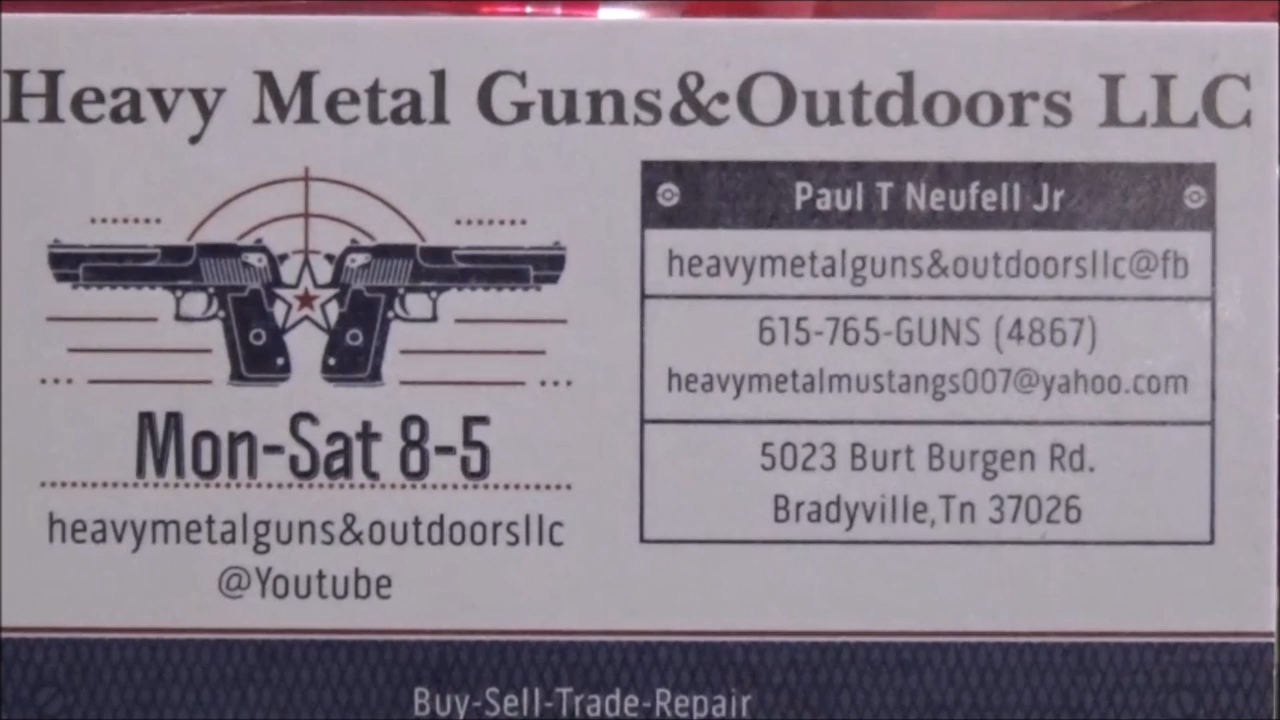 Heavy Metal Guns&Outdoors LLC
Paul T Neufell Jr
heavymetalguns&outdoorsllc@fb
615-765-GUNS (4867)
heavymetalmustangs007@yahoo.com
5023 Burt Burgen Rd.
Bradyville,Tn 37026
Mon-Sat 8-5
heavymetalguns&outdoorsllc
@Youtube
Buy-Sell-Trade-Repair